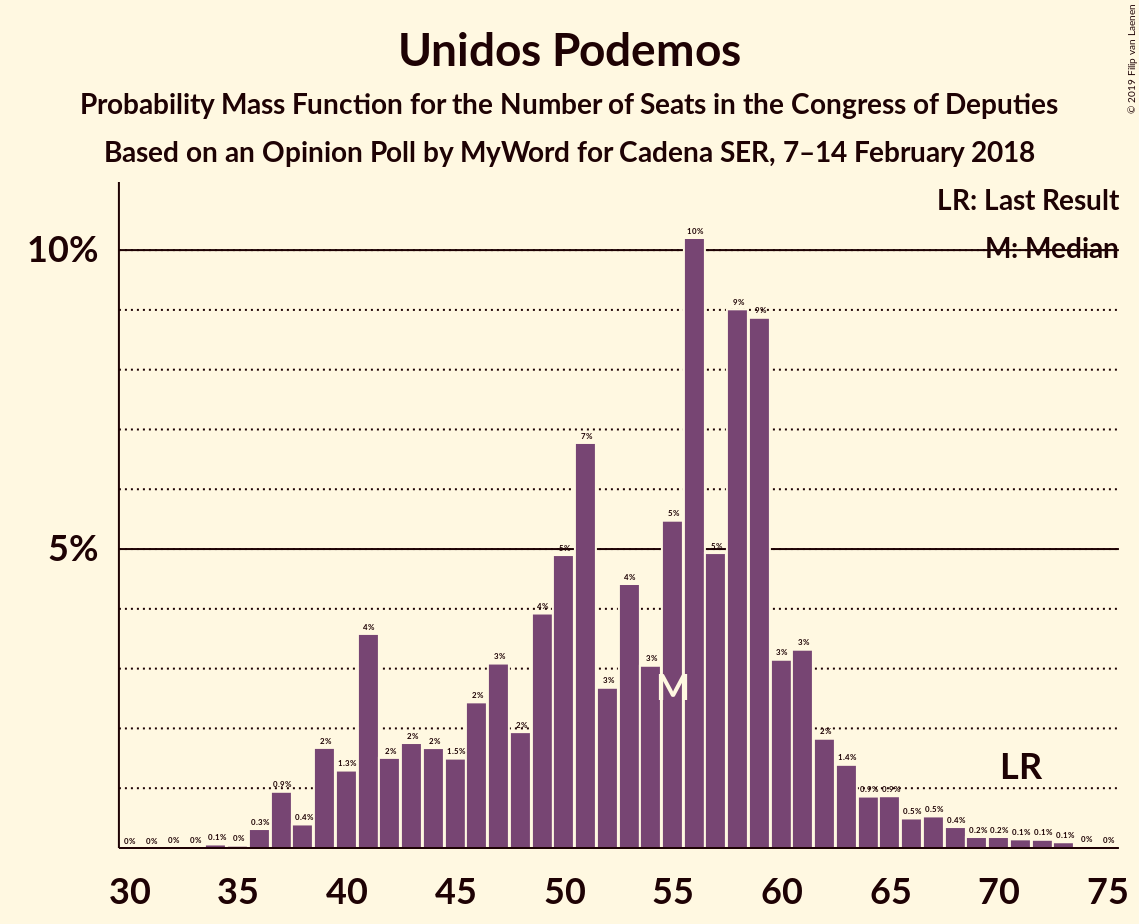 Unidos Podemos
Probability Mass Function for the Number of Seats in the Congress of Deputies
Based on an Opinion Poll by MyWord for Cadena SER, 7–14 February 2018
© 2019 Filip van Laenen
LR: Last Result
M: Median
10%
5%
0% 0% 0% 0% 0.1% 0% 0.3% 0.9% 0.4% 2% 1.3% 4% 2% 2% 2% 1.5% 2% 3% 2% 4% 5% 7% 3% 4% 3% 5% 10% 5% 9% 9% 3% 3% 2% 1.4% 0.9% 0.9% 0.5% 0.5% 0.4% 0.2% 0.2% 0.1% 0.1% 0.1% 0% 0%
M
LR
30 35 40 45 50 55 60 65 70 75